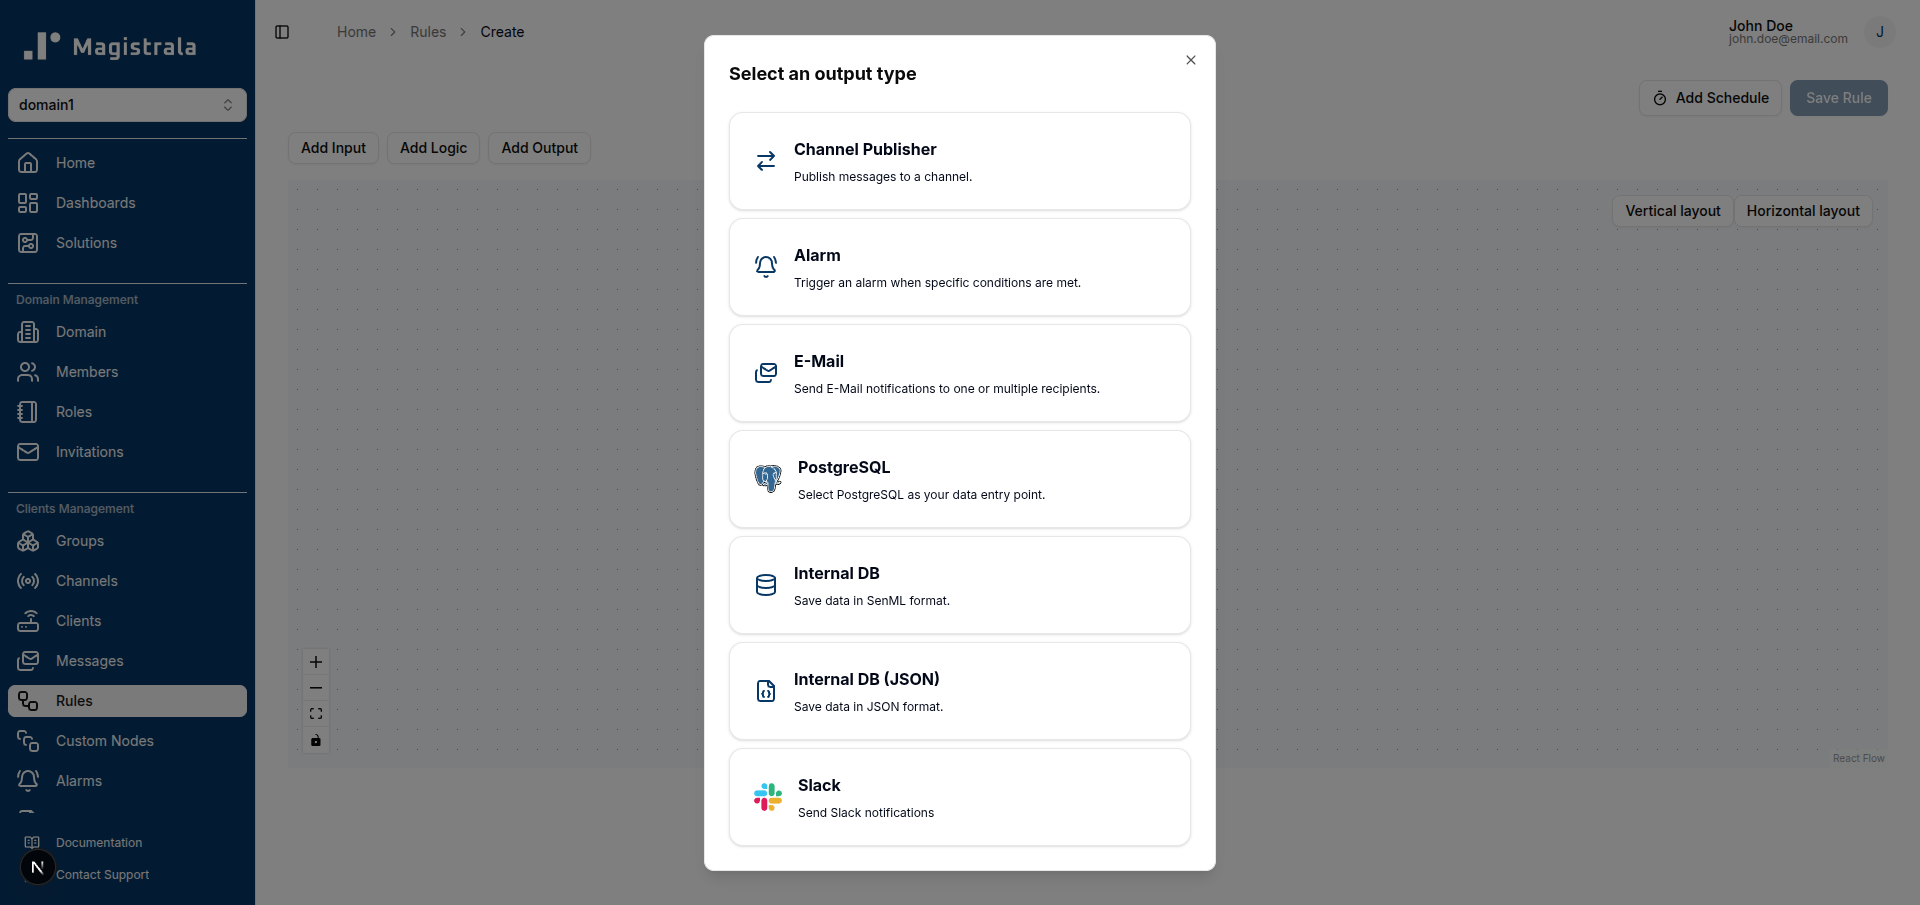 Magistrala
domain1
Home
Dashboards
Solutions
Domain Management
Domain
Members
Roles
Invitations
Clients Management
Groups
Channels
Clients
Messages
Rules
Custom Nodes
Alarms
Documentation
Contact Support
N
Home > Rules > Create
John Doe
john.doe@email.com
J
Add Schedule
Save Rule
Add Input
Add Logic
Add Output
Vertical layout
Horizontal layout
React Flow
Select an output type
Channel Publisher
Publish messages to a channel.
Alarm
Trigger an alarm when specific conditions are met.
E-Mail
Send E-Mail notifications to one or multiple recipients.
PostgreSQL
Select PostgreSQL as your data entry point.
Internal DB
Save data in SenML format.
Internal DB (JSON)
Save data in JSON format.
Slack
Send Slack notifications